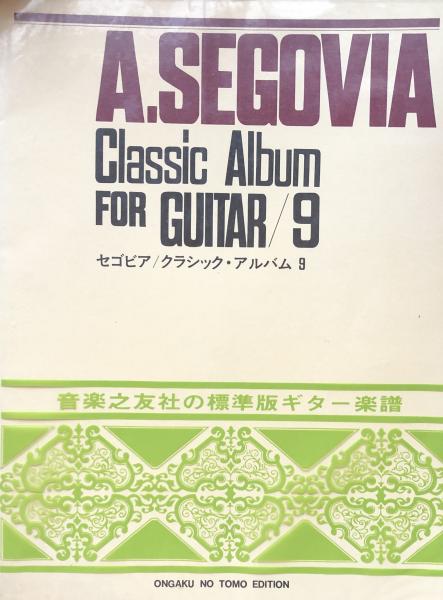 A.SEGOVIA
Classic Album
FOR GUITAR/9
セゴビア/クラシック・アルバム 9
音楽之友社の標準版ギター楽譜
ONGAKU NO TOMO EDITION